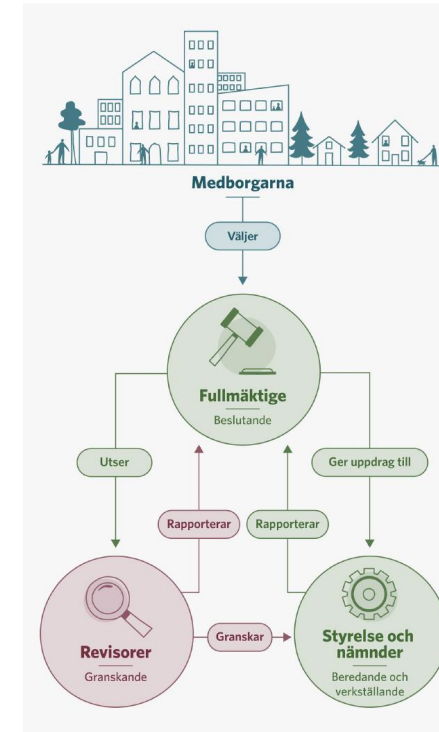 Medborgarna
Väljer
Fullmäktige
Beslutande
Utser
Ger uppdrag till
Rapporterar
Rapporterar
Revisorer
Granskande
Granskar
Styrelse och
nämnder
Beredande och
verkställande